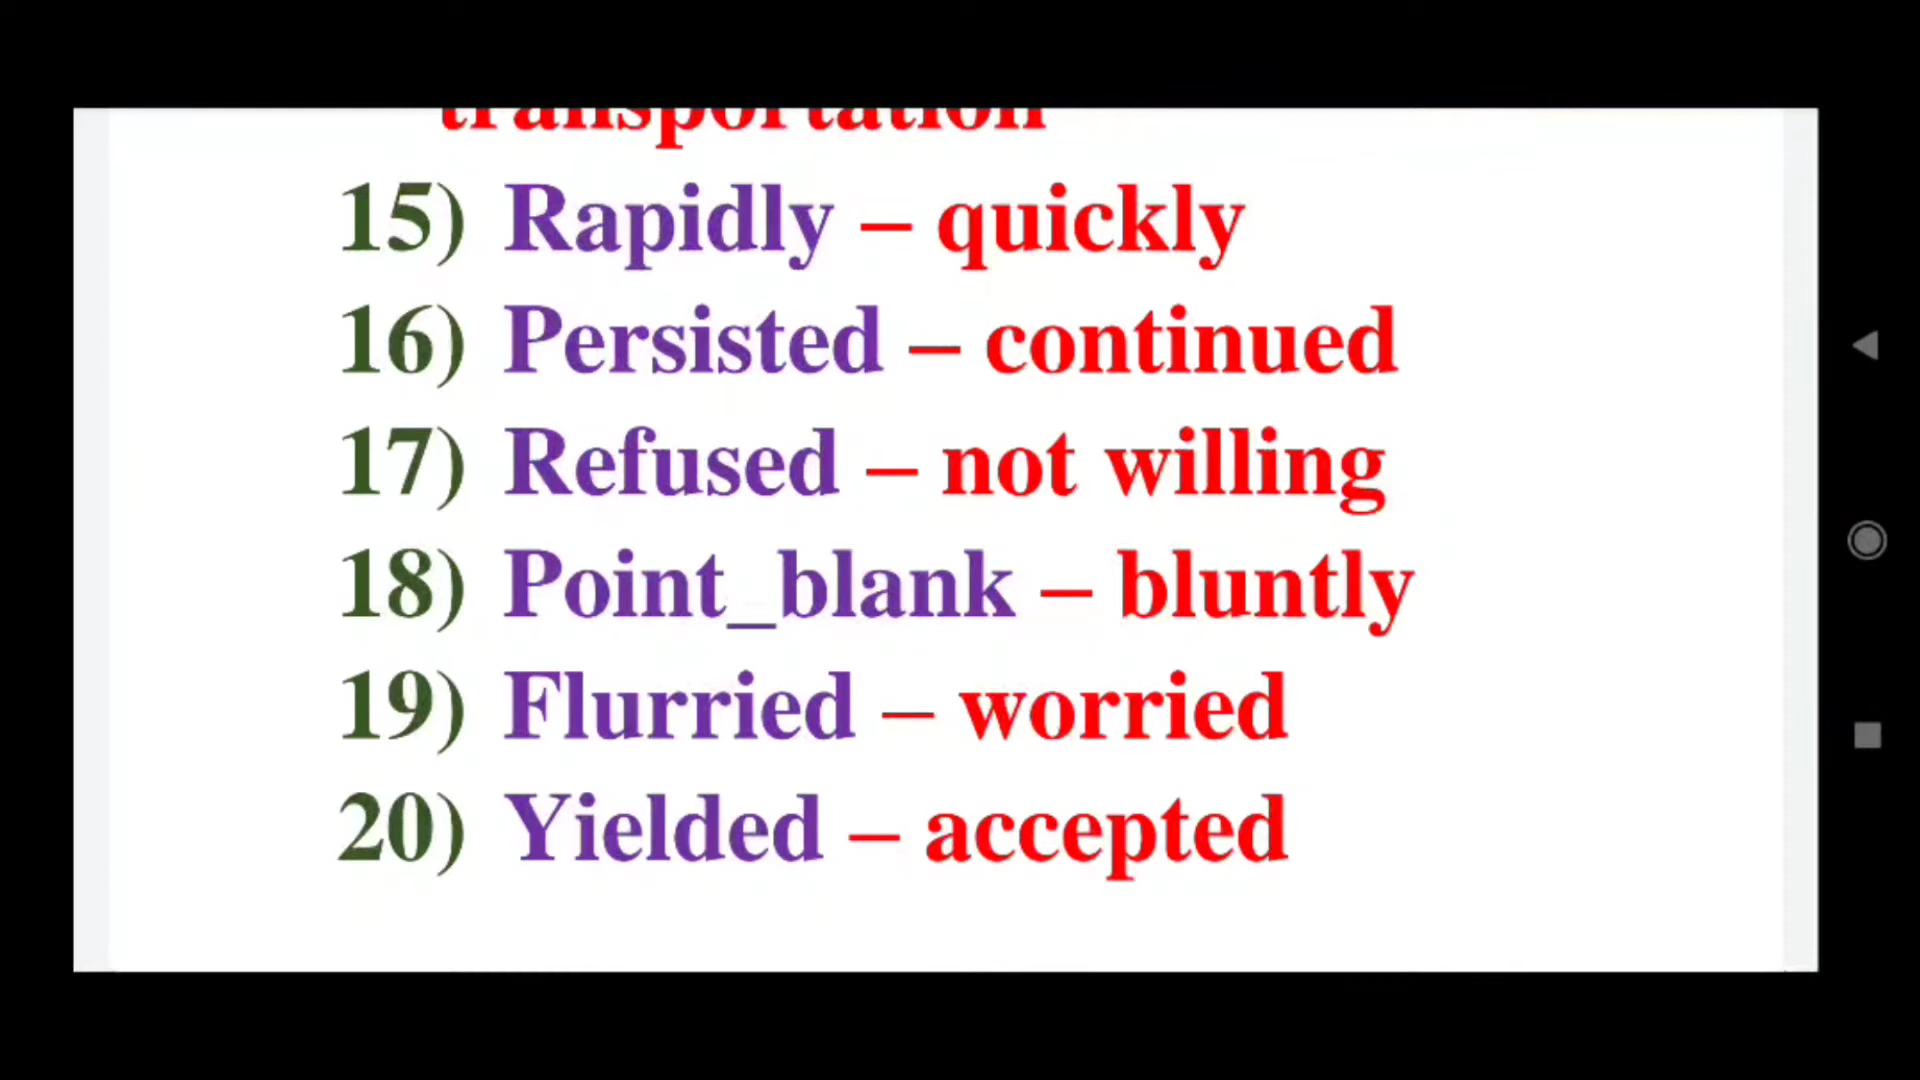 transportation
15) Rapidly – quickly
16) Persisted – continued
17) Refused – not willing
18) Point_blank – bluntly
19) Flurried – worried
20) Yielded – accepted